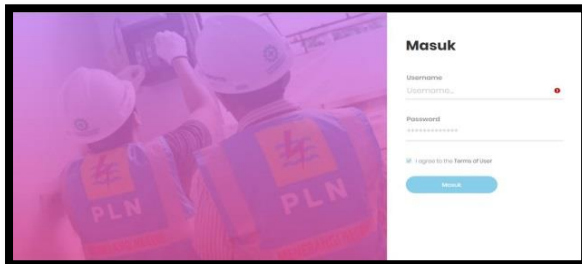 PLN
PLN
Masuk
Username
Username...
Password
************
I agree to the Terms of User
Masuk